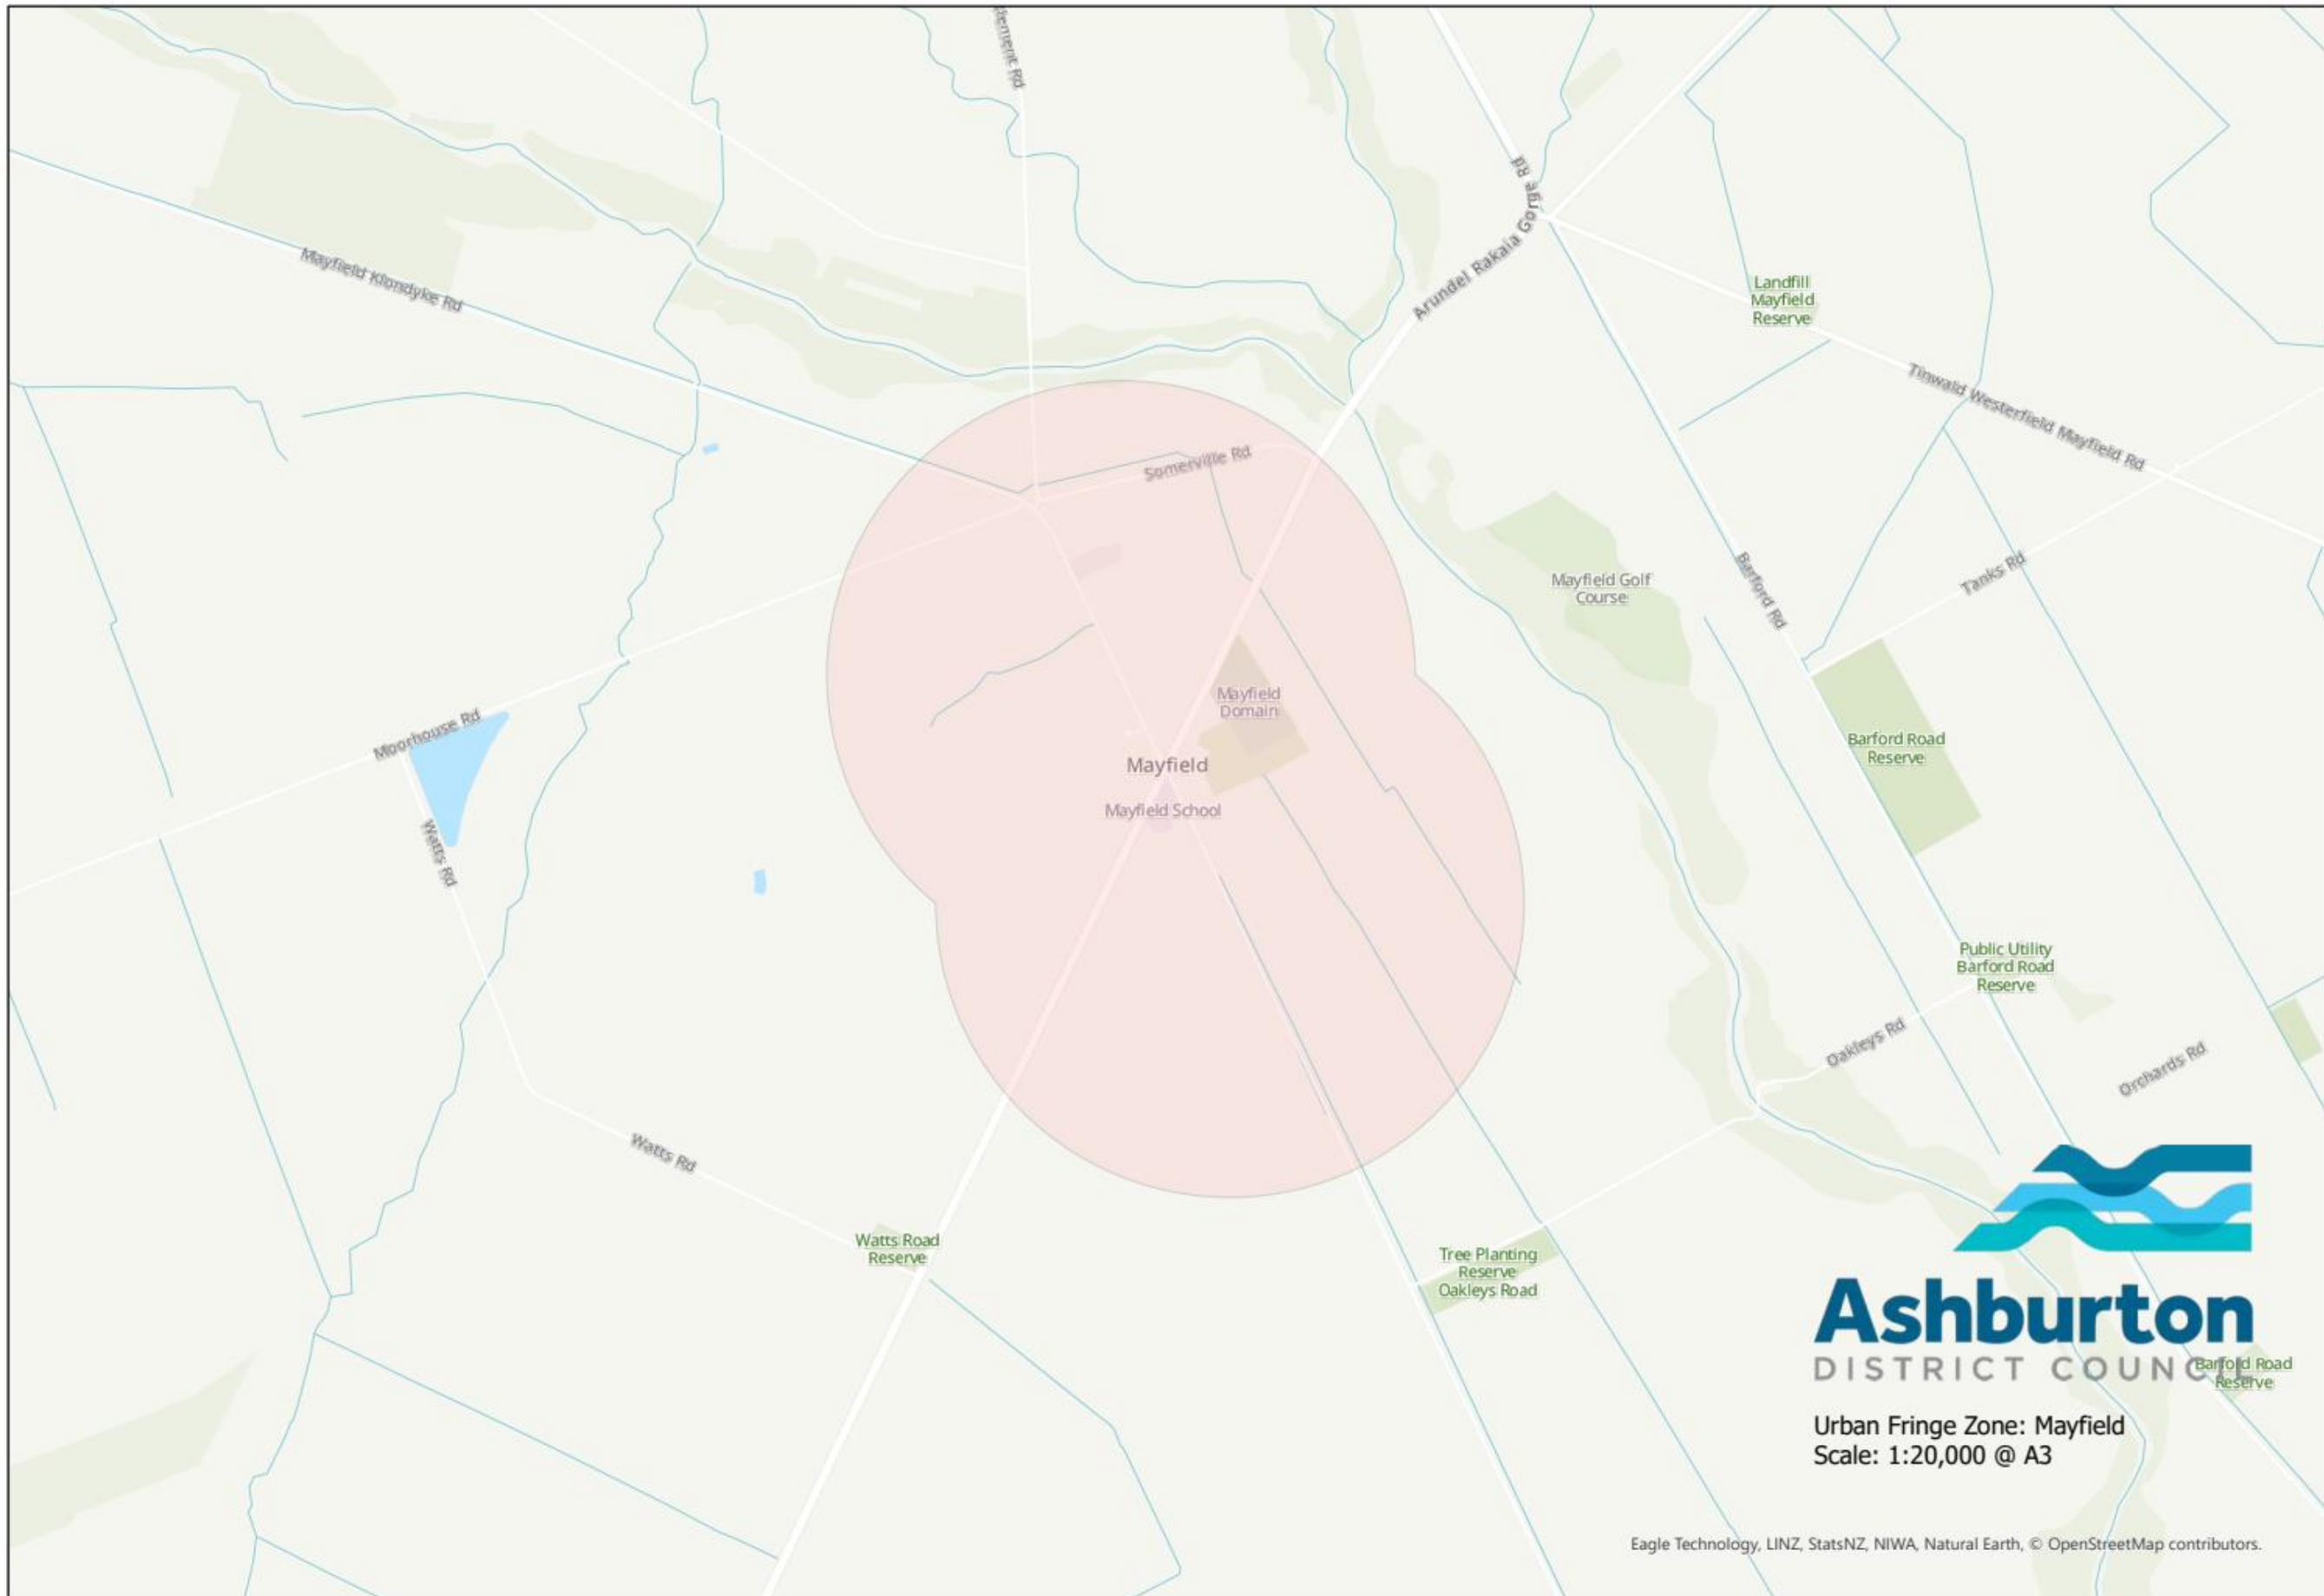 tlement Rd
Arundel Rakaia Gorge Rd
Mayfield Klondyke Rd
Landfill
Mayfield
Reserve
Tinwald Westerfield Mayfield Rd
Somerville Rd
Mayfield Golf
Course
Barford Rd
Tanks Rd
Mayfield
Domain
Moorhouse Rd
Barford Road
Reserve
Mayfield
Mayfield School
Watts Rd
Public Utility
Barford Road
Reserve
Oakleys Rd
Orchards Rd
Watts Rd
Watts Road
Reserve
Tree Planting
Reserve
Oakleys Road
Ashburton
DISTRICT COUNCIL
Barford Road
Reserve
Urban Fringe Zone: Mayfield
Scale: 1:20,000 @ A3
Eagle Technology, LINZ, StatsNZ, NIWA, Natural Earth, © OpenStreetMap contributors.